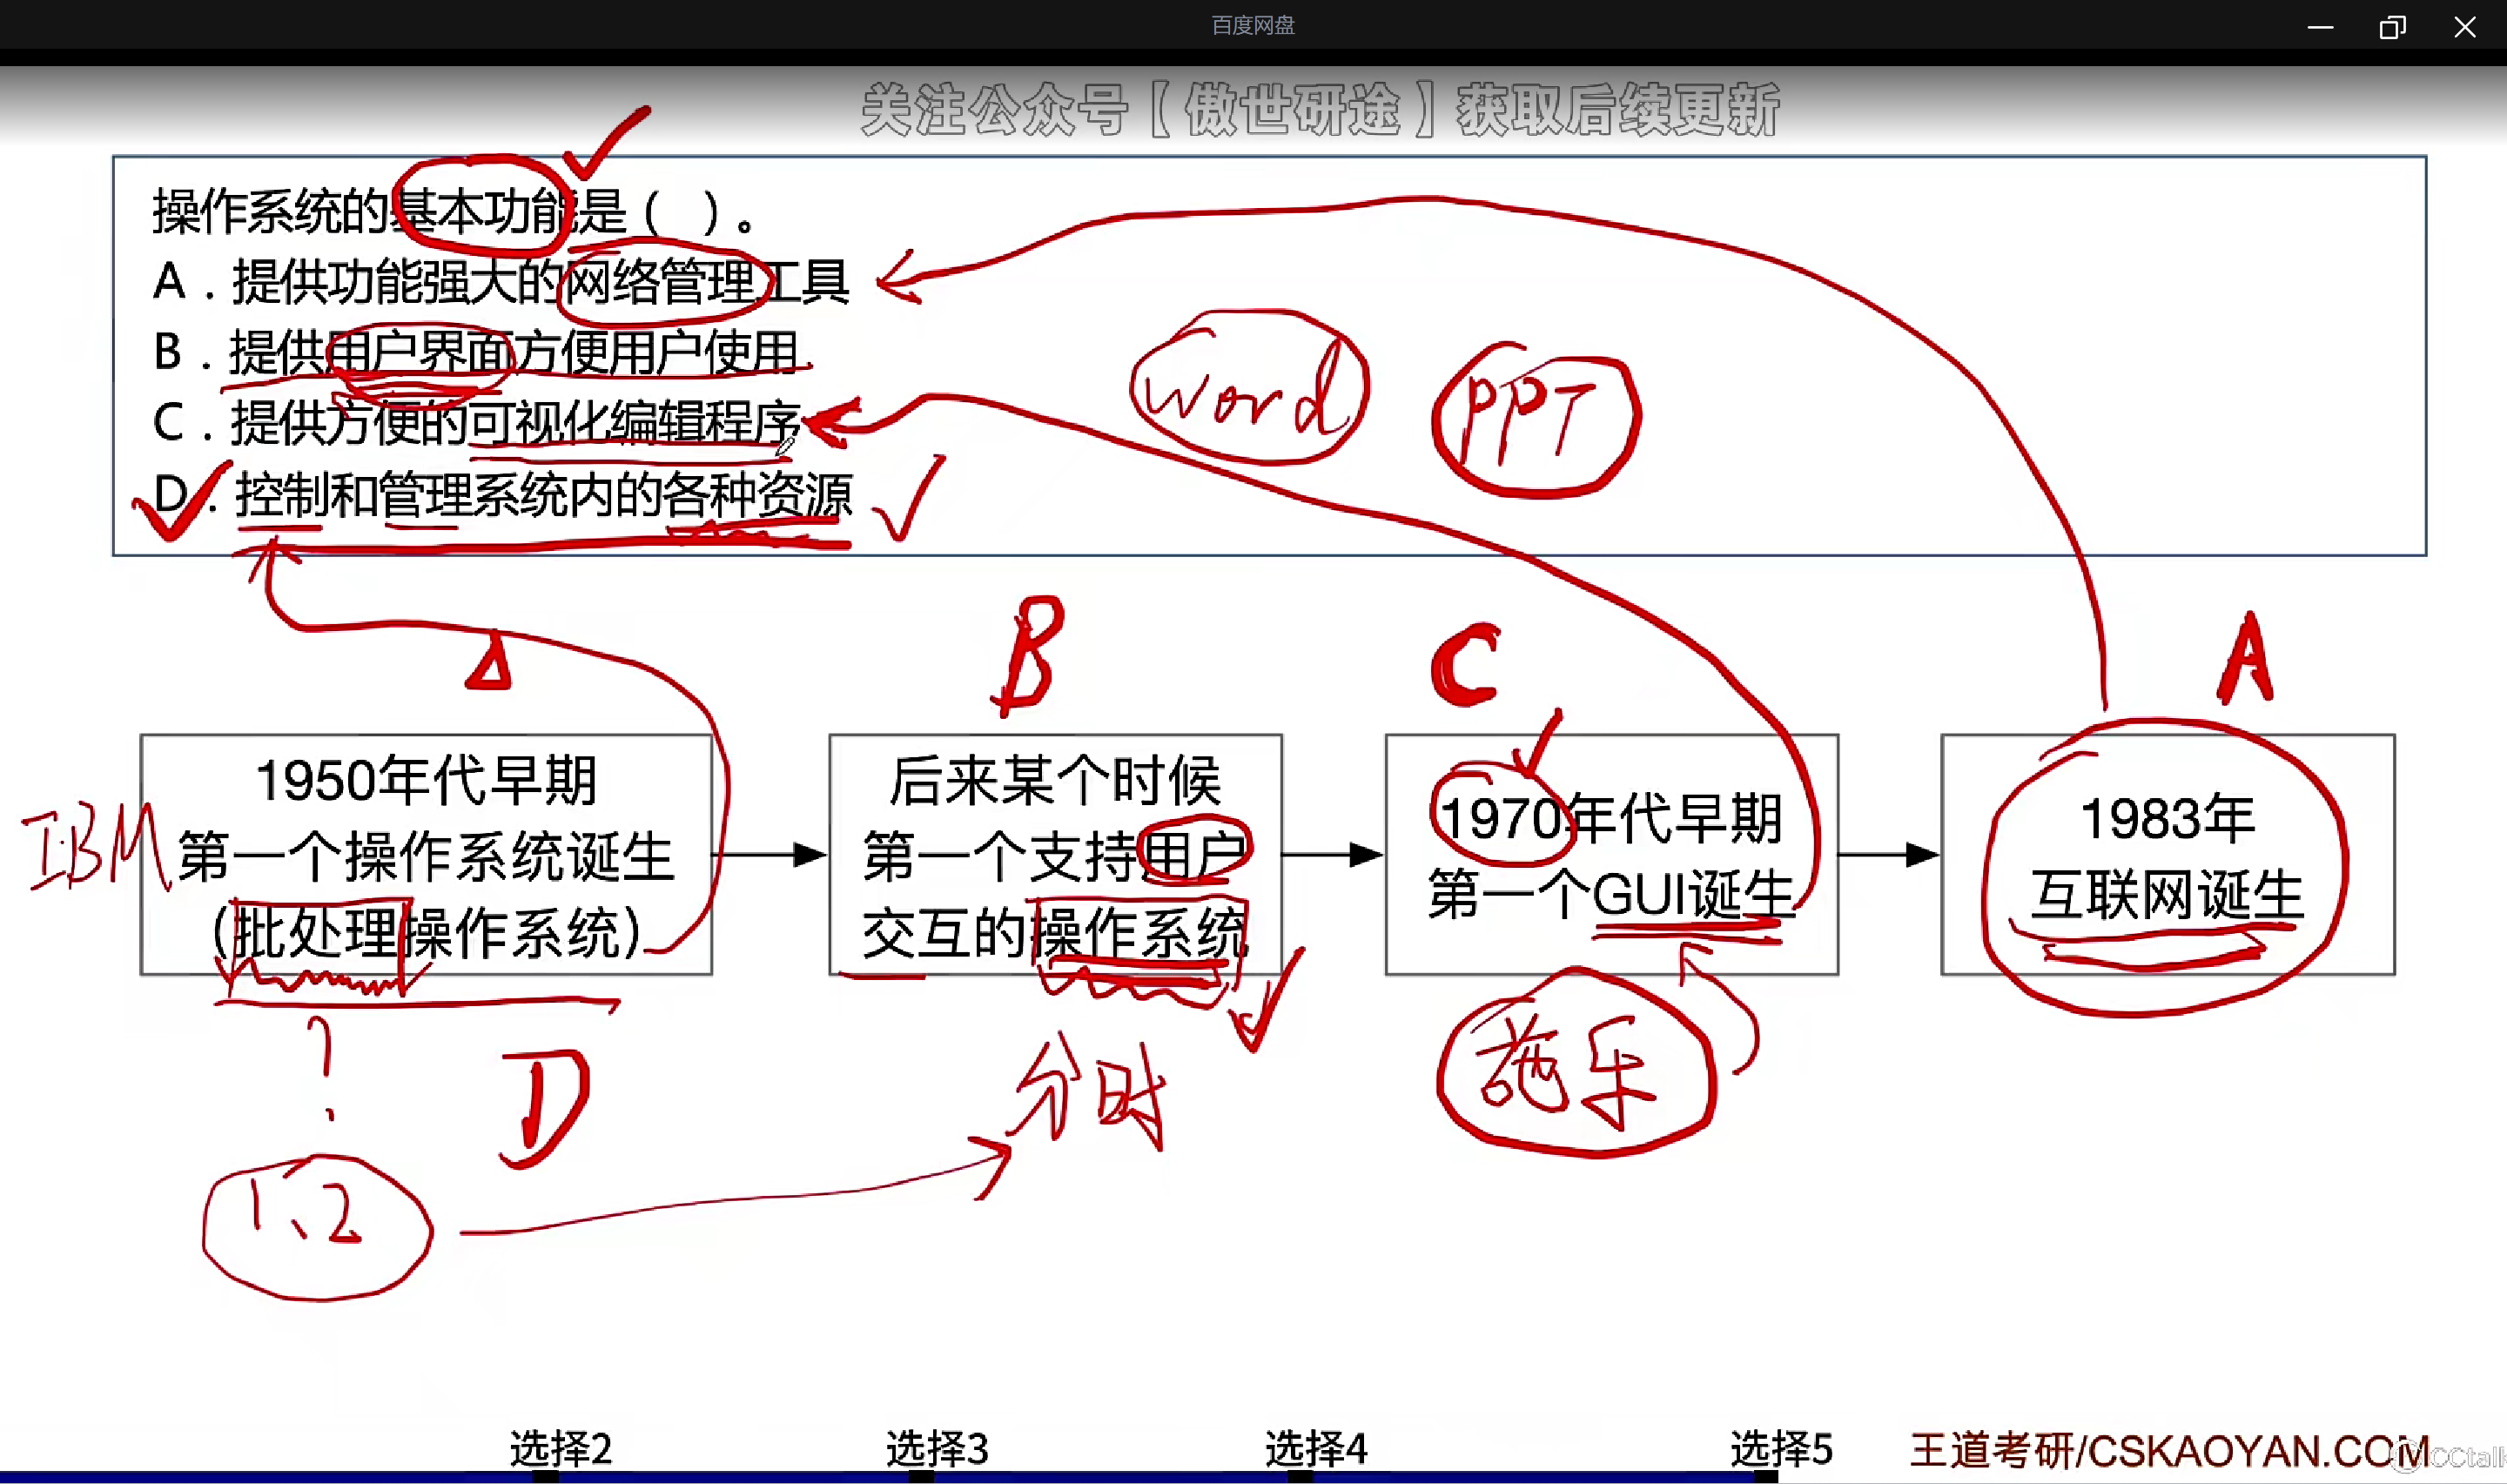 百度网盘
关注公众号【傲世研途】获取后续更新
操作系统的基本功能是（ ）。
A．提供功能强大的网络管理工具
B．提供用户界面方便用户使用
C．提供方便的可视化编辑程序
D．控制和管理系统内的各种资源
word
PPT
B
C
A
IBM
1950年代早期
第一个操作系统诞生
（批处理操作系统）
后来某个时候
第一个支持用户
交互的操作系统
1970年代早期
第一个GUI诞生
1983年
互联网诞生
?
D
分时
施乐
1、2
选择2
选择3
选择4
选择5
王道考研/CSKAOYAN.COM
CCtalk